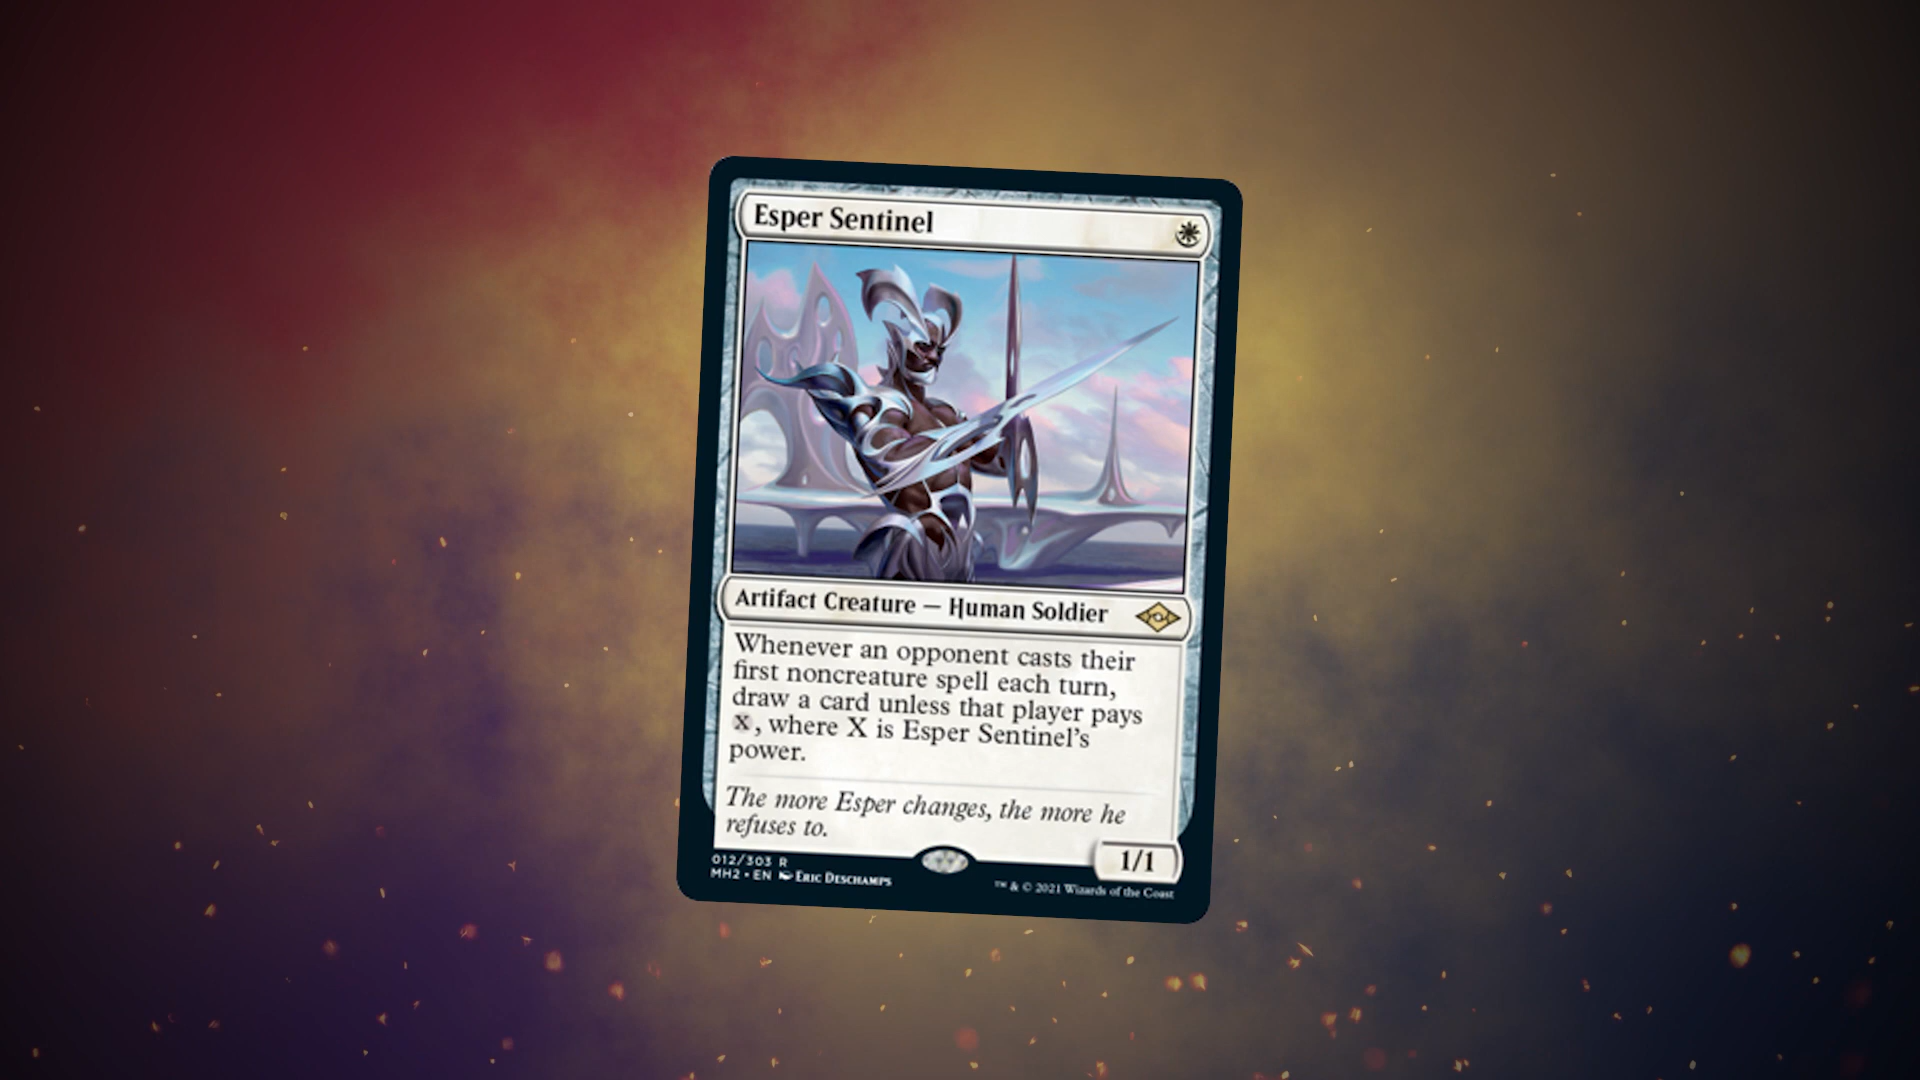 Esper Sentinel
Artifact Creature — Human Soldier
Whenever an opponent casts their
first noncreature spell each turn,
draw a card unless that player pays
X, where X is Esper Sentinel's
power.
The more Esper changes, the more he
refuses to.
1/1
012/303 R
MH2 • EN Eric Deschamps
™ & © 2021 Wizards of the Coast